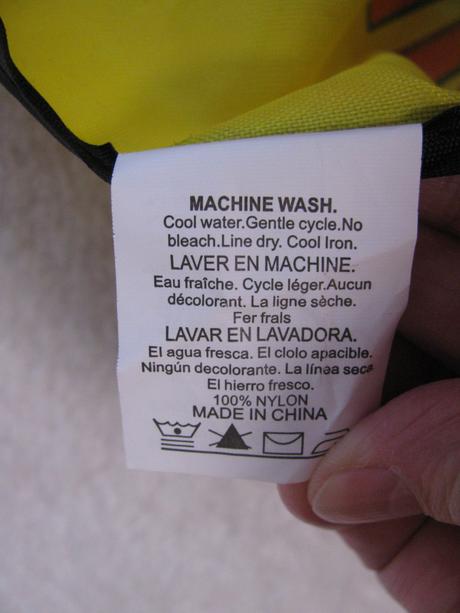 MACHINE WASH.
Cool water.Gentle cycle.No
bleach.Line dry. Cool Iron.
LAVER EN MACHINE.
Eau fraîche. Cycle léger.Aucun
décolorant. La ligne sèche.
Fer frals
LAVAR EN LAVADORA.
El agua fresca. El clolo apacible.
Ningún decolorante. La línea seca.
El hierro fresco.
100% NYLON
MADE IN CHINA